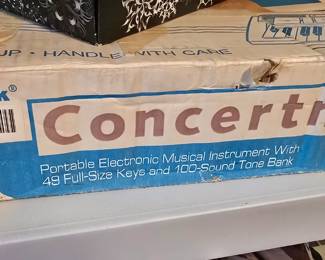 UP • HANDLE WITH CARE
k®
Concertm
Portable Electronic Musical Instrument With
49 Full-Size Keys and 100-Sound Tone Bank